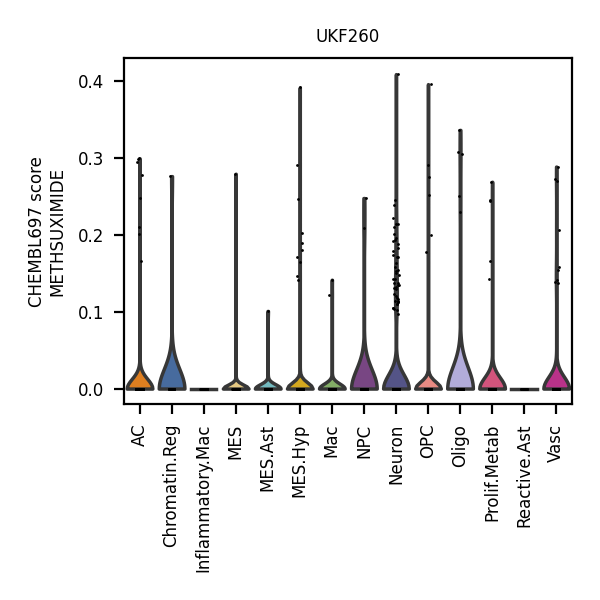 UKF260
CHEMBL697 score
METHSUXIMIDE
0.4
0.3
0.2
0.1
0.0
AC
Chromatin.Reg
Inflammatory.Mac
MES
MES.Ast
MES.Hyp
Mac
NPC
Neuron
OPC
Oligo
Prolif.Metab
Reactive.Ast
Vasc